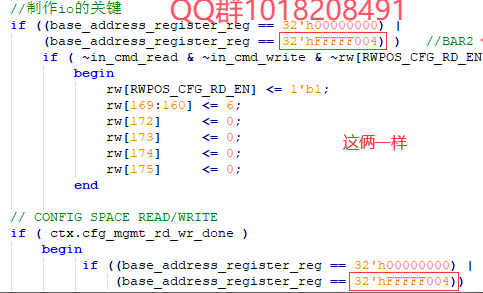 //制作io的关键
QQ群1018208491
if ((base_address_register_reg == 32'h00000000) |
(base_address_register_reg == 32'hFFFFF004) ) //BAR2
if ( ~in_cmd_read & ~in_cmd_write & ~rw[RWPOS_CFG_RD_EN
begin
rw[RWPOS_CFG_RD_EN] <= 1'b1;
rw[169:160] <= 6;
rw[172] <= 0;
rw[173] <= 0;
rw[174] <= 0;
rw[175] <= 0;
end
这俩一样
// CONFIG SPACE READ/WRITE
if ( ctx.cfg_mgmt_rd_wr_done )
begin
if ((base_address_register_reg == 32'h00000000) |
(base_address_register_reg == 32'hFFFFF004))